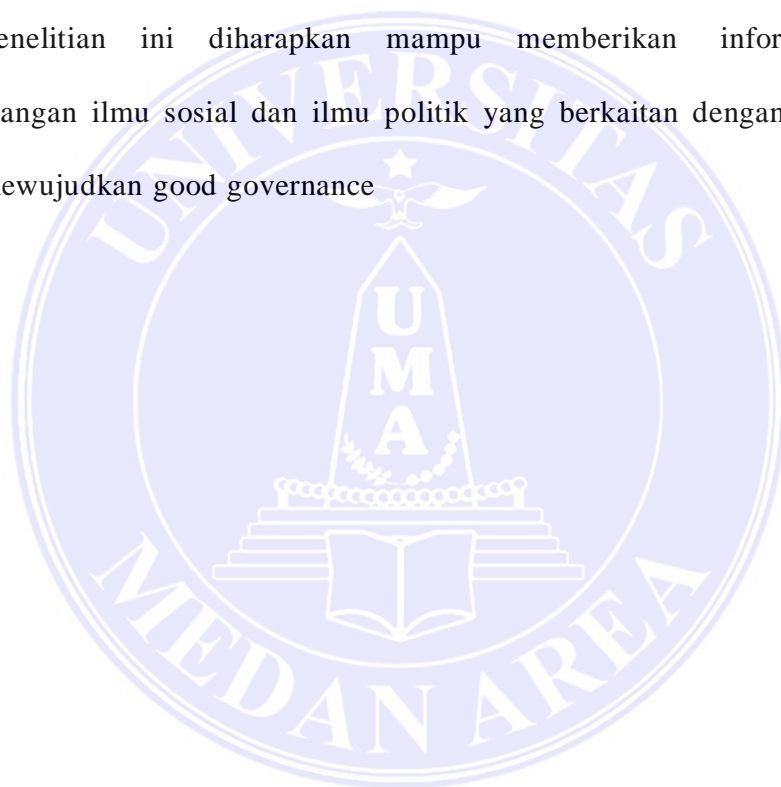 enelitian ini diharapkan mampu memberikan infor
angan ilmu sosial dan ilmu politik yang berkaitan dengan
ewujudkan good governance
UNIVERSITAS
UMA
MEDAN AREA